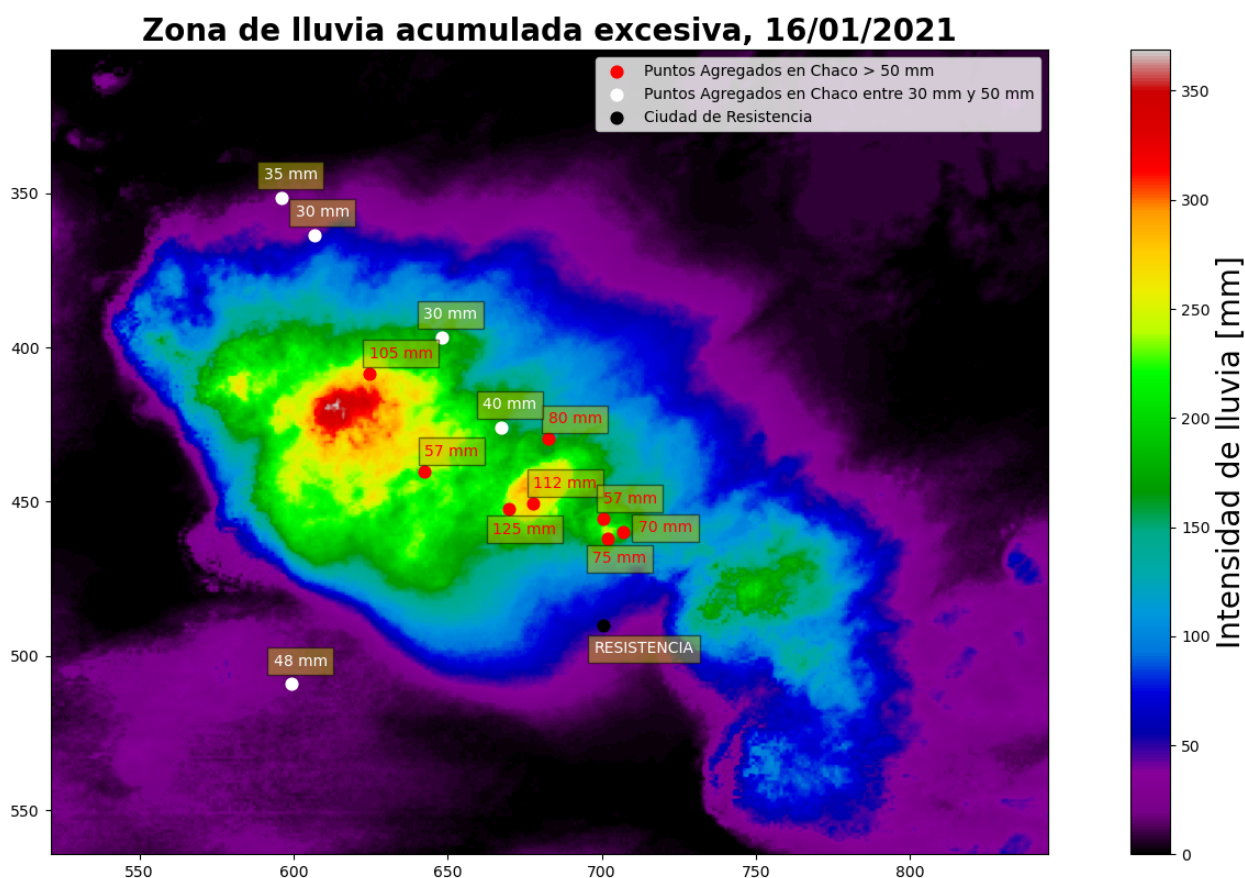 Zona de lluvia acumulada excesiva, 16/01/2021
Puntos Agregados en Chaco > 50 mm
Puntos Agregados en Chaco entre 30 mm y 50 mm
Ciudad de Resistencia
35 mm
30 mm
30 mm
105 mm
40 mm
80 mm
57 mm
112 mm
57 mm
125 mm
70 mm
75 mm
RESISTENCIA
48 mm
350
400
450
500
550
550
600
650
700
750
800
350
300
250
200
150
100
50
0
Intensidad de lluvia [mm]